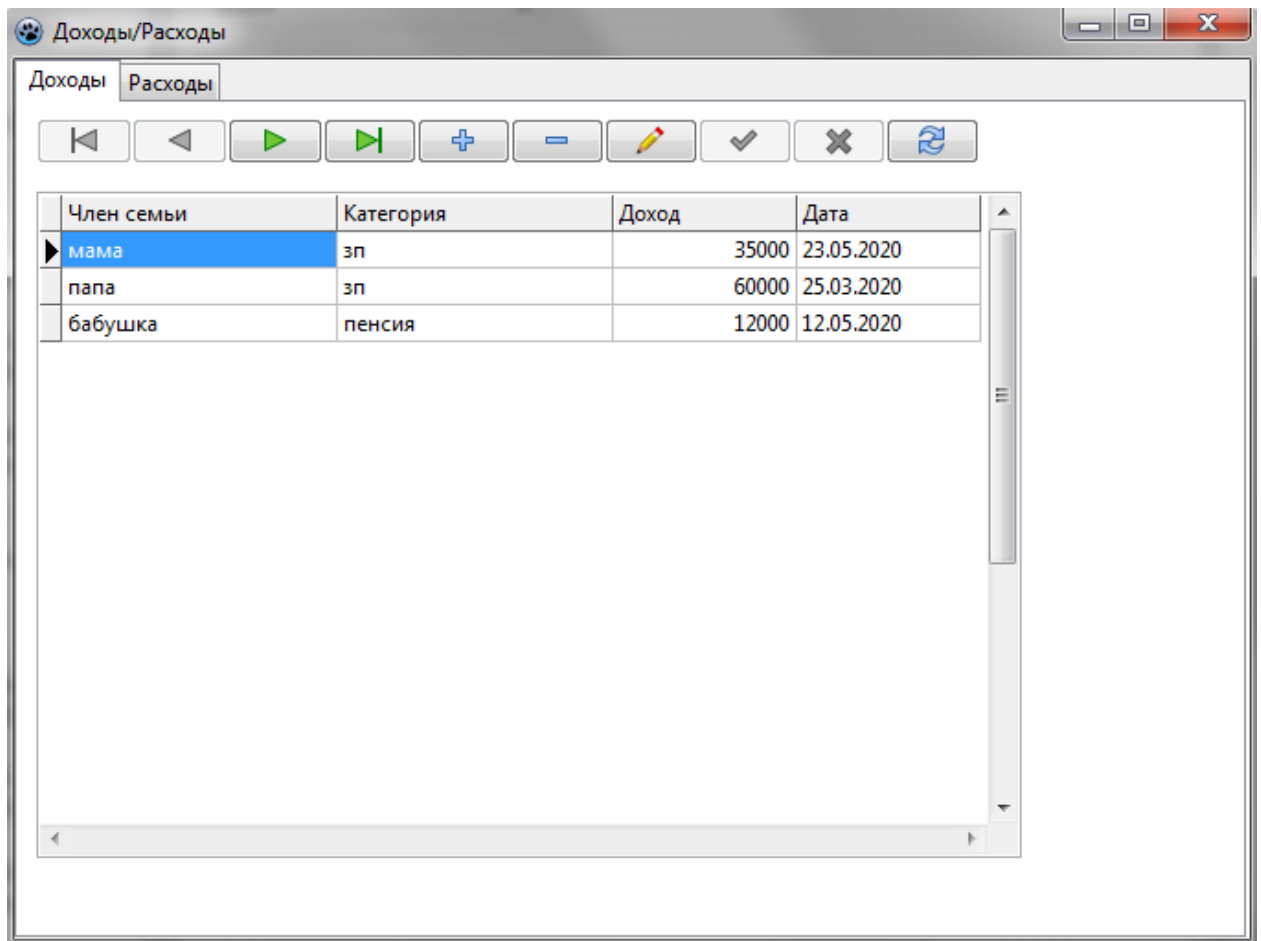 Доходы/Расходы
Доходы Расходы
Член семьи Категория Доход Дата
мама зп 35000 23.05.2020
папа зп 60000 25.03.2020
бабушка пенсия 12000 12.05.2020